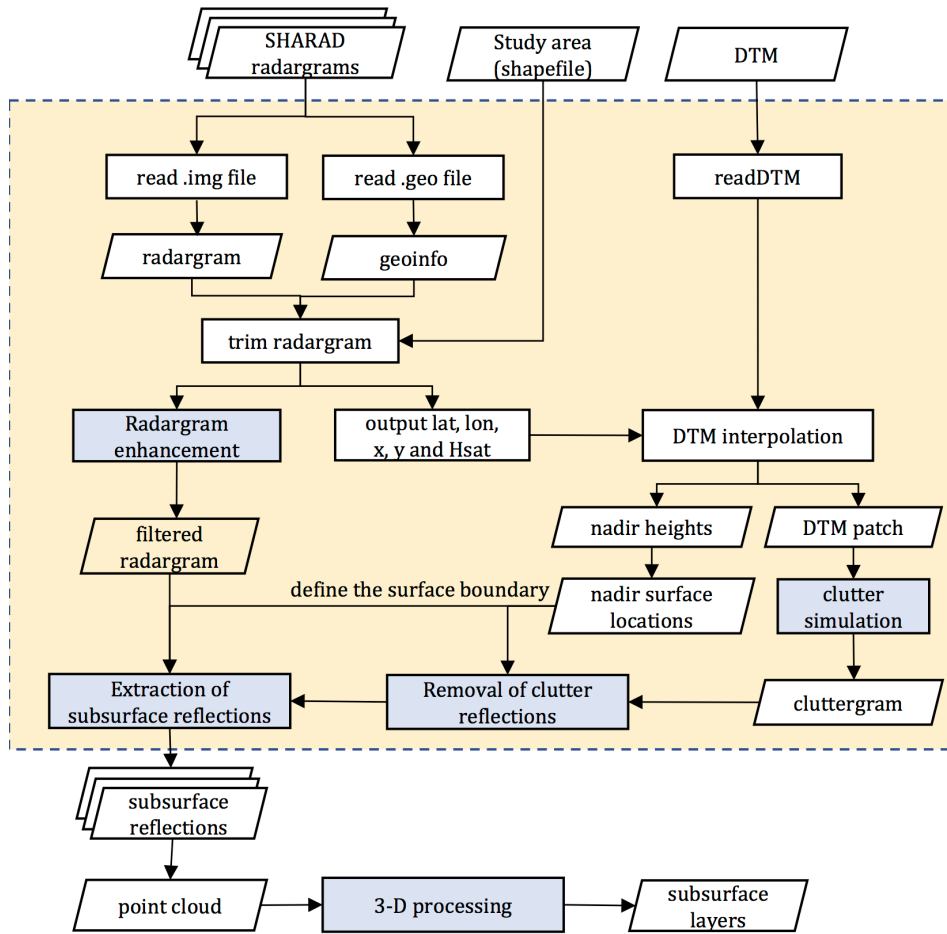 SHARAD
radargrams
Study area
(shapefile)
DTM
read .img file
read .geo file
readDTM
radargram
geoinfo
trim radargram
Radargram
enhancement
output lat, lon,
x, y and Hsat
DTM interpolation
filtered
radargram
nadir heights
DTM patch
define the surface boundary
nadir surface
locations
clutter
simulation
Extraction of
subsurface reflections
Removal of clutter
reflections
cluttergram
subsurface
reflections
point cloud
3-D processing
subsurface
layers